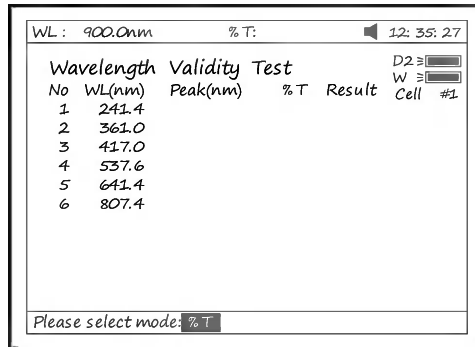 WL: 900.0nm %T: 12:35:27
Wavelength Validity Test D2
W
No WL(nm) Peak(nm) %T Result Cell #1
1 241.4
2 361.0
3 417.0
4 537.6
5 641.4
6 807.4
Please select mode: %T